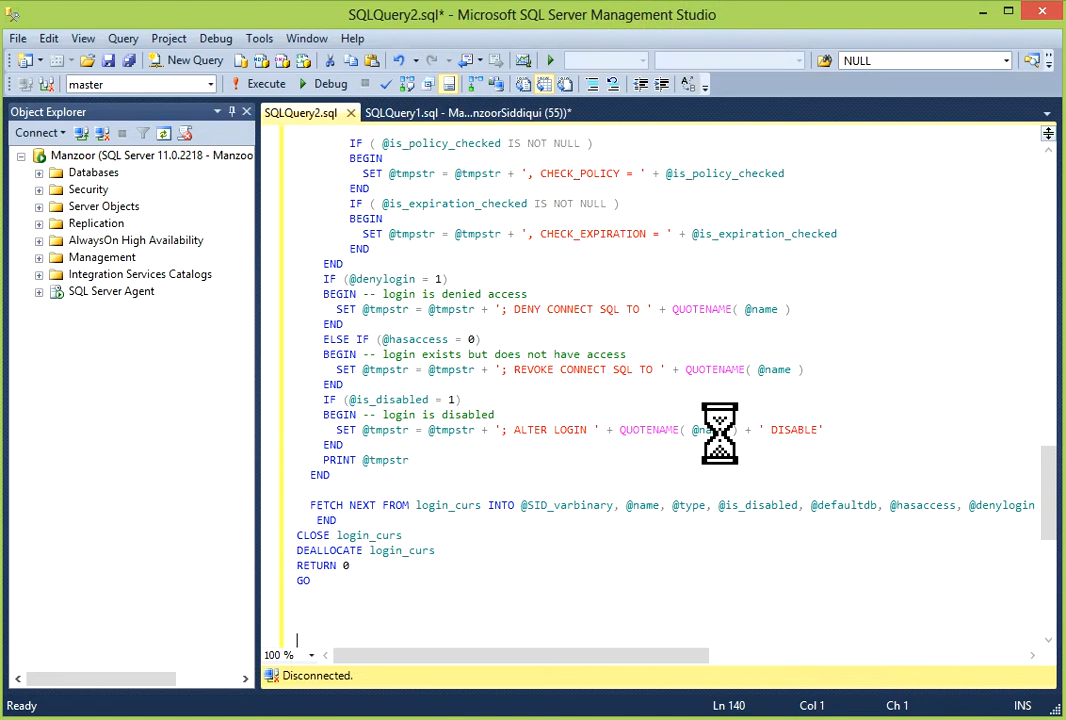 SQLQuery2.sql* - Microsoft SQL Server Management Studio
File Edit View Query Project Debug Tools Window Help
New Query NULL
master Execute Debug
Object Explorer
SQLQuery2.sql SQLQuery1.sql - Ma...nzoorSiddiqui (55))*
Connect
Manzoor (SQL Server 11.0.2218 - Manzoo
Databases
Security
Server Objects
Replication
AlwaysOn High Availability
Management
Integration Services Catalogs
SQL Server Agent
IF ( @is_policy_checked IS NOT NULL )
BEGIN
SET @tmpstr = @tmpstr + ', CHECK_POLICY = ' + @is_policy_checked
END
IF ( @is_expiration_checked IS NOT NULL )
BEGIN
SET @tmpstr = @tmpstr + ', CHECK_EXPIRATION = ' + @is_expiration_checked
END
END
IF (@denylogin = 1)
BEGIN -- login is denied access
SET @tmpstr = @tmpstr + '; DENY CONNECT SQL TO ' + QUOTENAME( @name )
END
ELSE IF (@hasaccess = 0)
BEGIN -- login exists but does not have access
SET @tmpstr = @tmpstr + '; REVOKE CONNECT SQL TO ' + QUOTENAME( @name )
END
IF (@is_disabled = 1)
BEGIN -- login is disabled
SET @tmpstr = @tmpstr + '; ALTER LOGIN ' + QUOTENAME( ) + ' DISABLE'
END
PRINT @tmpstr
END
FETCH NEXT FROM login_curs INTO @SID_varbinary, @name, @type, @is_disabled, @defaultdb, @hasaccess, @denylogin
END
CLOSE login_curs
DEALLOCATE login_curs
RETURN 0
GO
100 %
Disconnected.
Ready Ln 140 Col 1 Ch 1 INS